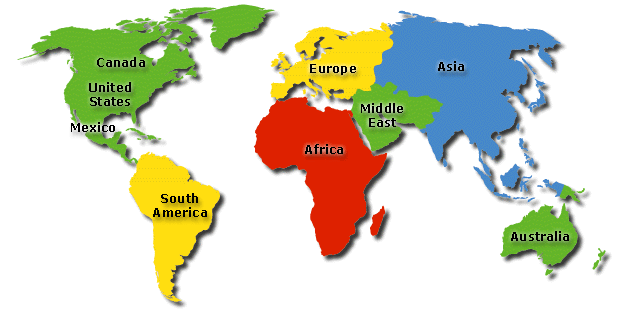 Canada
United
States
Mexico
Europe
Asia
Middle
East
Africa
South
America
Australia